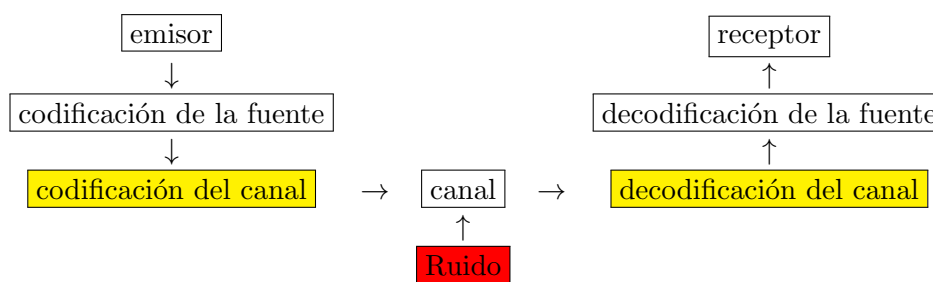 emisor
receptor
↓
↑
codificación de la fuente
decodificación de la fuente
↓
↑
codificación del canal → canal → decodificación del canal
↑
Ruido